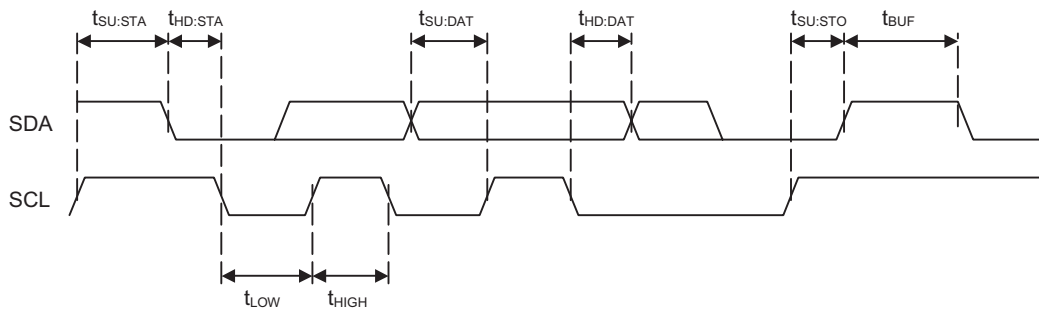 tSU:STA tHD:STA tSU:DAT tHD:DAT tSU:STO tBUF
SDA
SCL
tLOW tHIGH